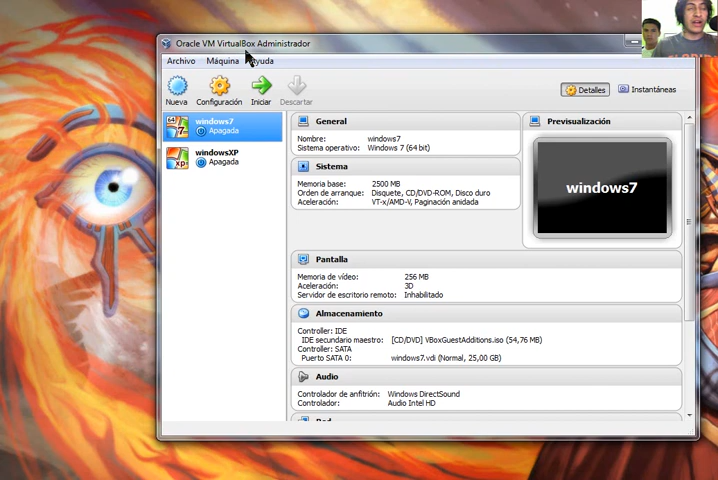 Oracle VM VirtualBox Administrador
Archivo Máquina Ayuda
Nueva Configuración Iniciar Descartar
Detalles Instantáneas
64
7
windows7
Apagada
XP
windowsXP
Apagada
General
Nombre: windows7
Sistema operativo: Windows 7 (64 bit)
Previsualización
windows7
Sistema
Memoria base: 2500 MB
Orden de arranque: Disquete, CD/DVD-ROM, Disco duro
Aceleración: VT-x/AMD-V, Paginación anidada
Pantalla
Memoria de vídeo: 256 MB
Aceleración: 3D
Servidor de escritorio remoto: Inhabilitado
Almacenamiento
Controller: IDE
IDE secundario maestro: [CD/DVD] VBoxGuestAdditions.iso (54,76 MB)
Controller: SATA
Puerto SATA 0: windows7.vdi (Normal, 25,00 GB)
Audio
Controlador de anfitrión: Windows DirectSound
Controlador: Audio Intel HD